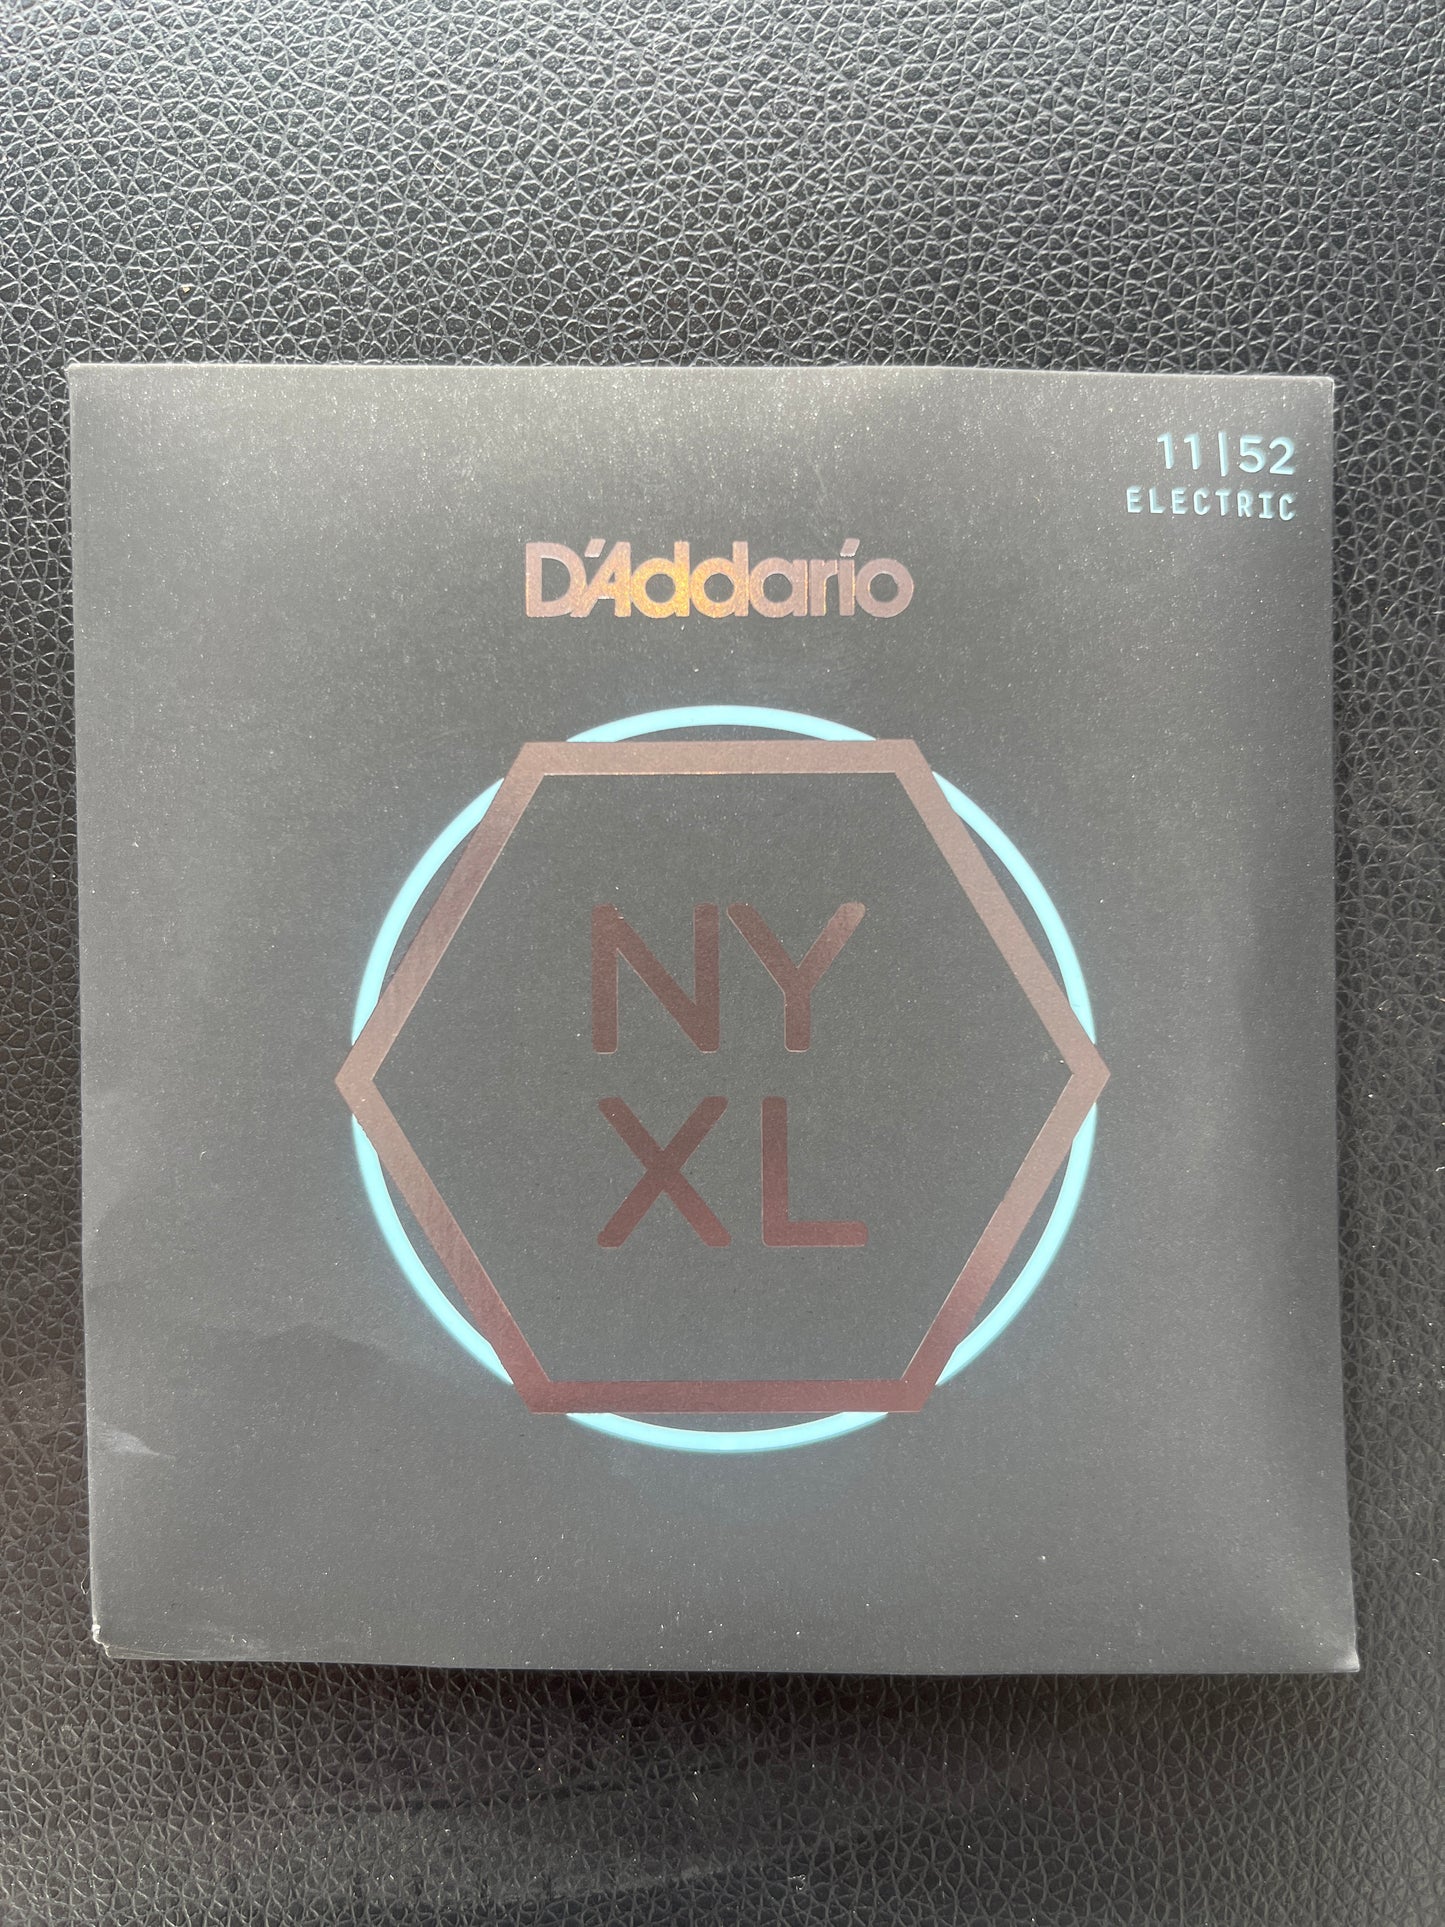 11|52
ELECTRIC
D'Addario
NY
XL